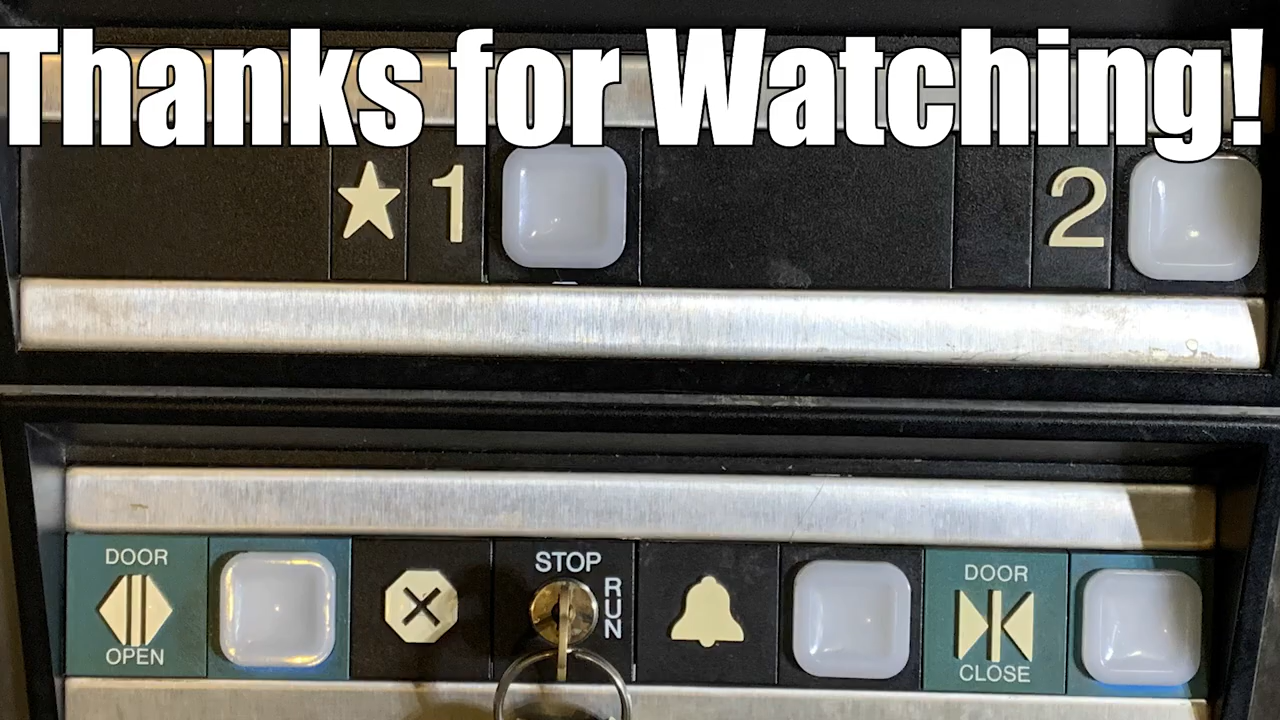 Thanks for Watching!
★1
2
DOOR
OPEN
STOP
RUN
DOOR
CLOSE